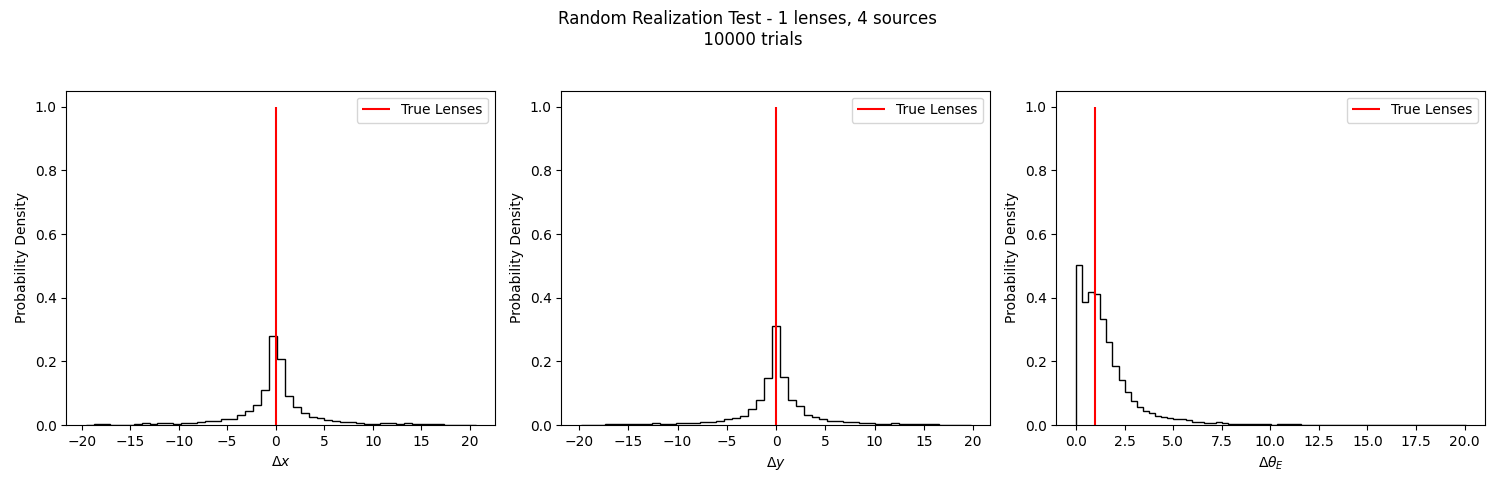 Random Realization Test - 1 lenses, 4 sources
10000 trials
Probability Density
1.0
0.8
0.6
0.4
0.2
0.0
True Lenses
−20 −15 −10 −5 0 5 10 15 20
Δx
Probability Density
1.0
0.8
0.6
0.4
0.2
0.0
True Lenses
−20 −15 −10 −5 0 5 10 15 20
Δy
Probability Density
1.0
0.8
0.6
0.4
0.2
0.0
True Lenses
0.0 2.5 5.0 7.5 10.0 12.5 15.0 17.5 20.0
Δθ_E